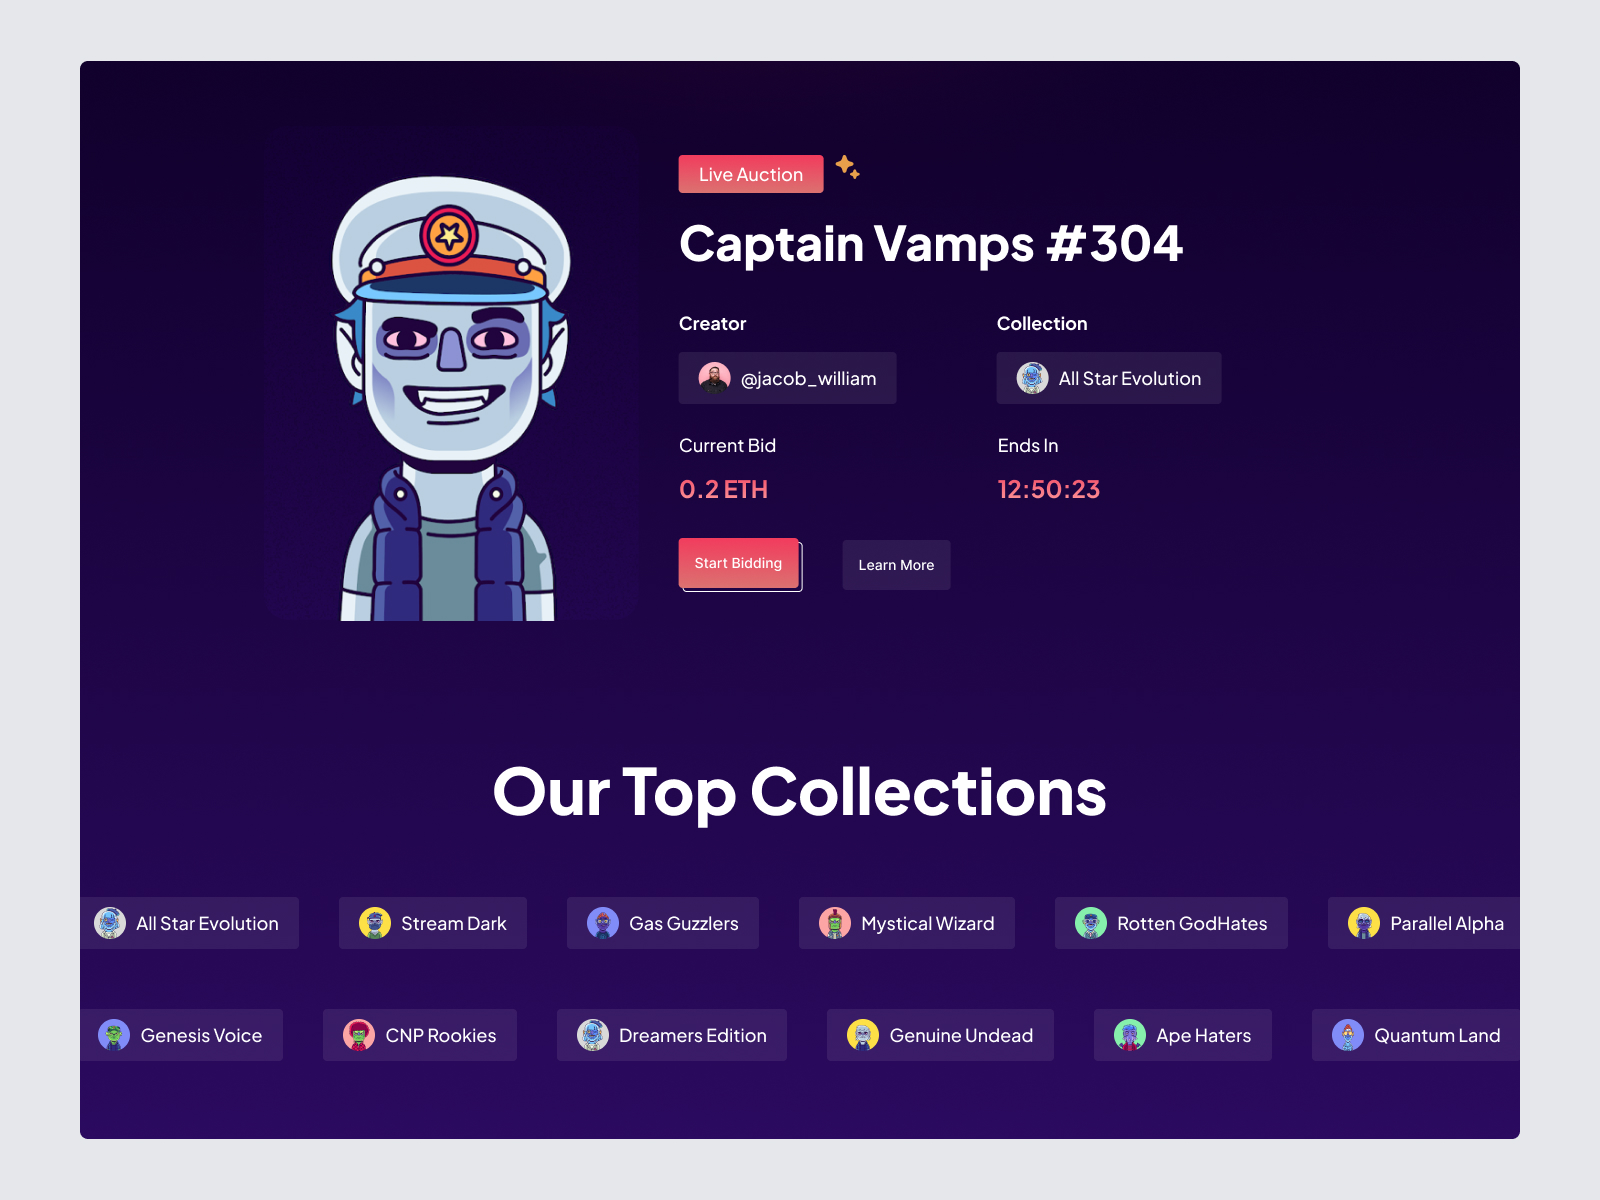 Live Auction
Captain Vamps #304
Creator
Collection
@jacob_william
All Star Evolution
Current Bid
Ends In
0.2 ETH
12:50:23
Start Bidding
Learn More
Our Top Collections
All Star Evolution
Stream Dark
Gas Guzzlers
Mystical Wizard
Rotten GodHates
Parallel Alpha
Genesis Voice
CNP Rookies
Dreamers Edition
Genuine Undead
Ape Haters
Quantum Land